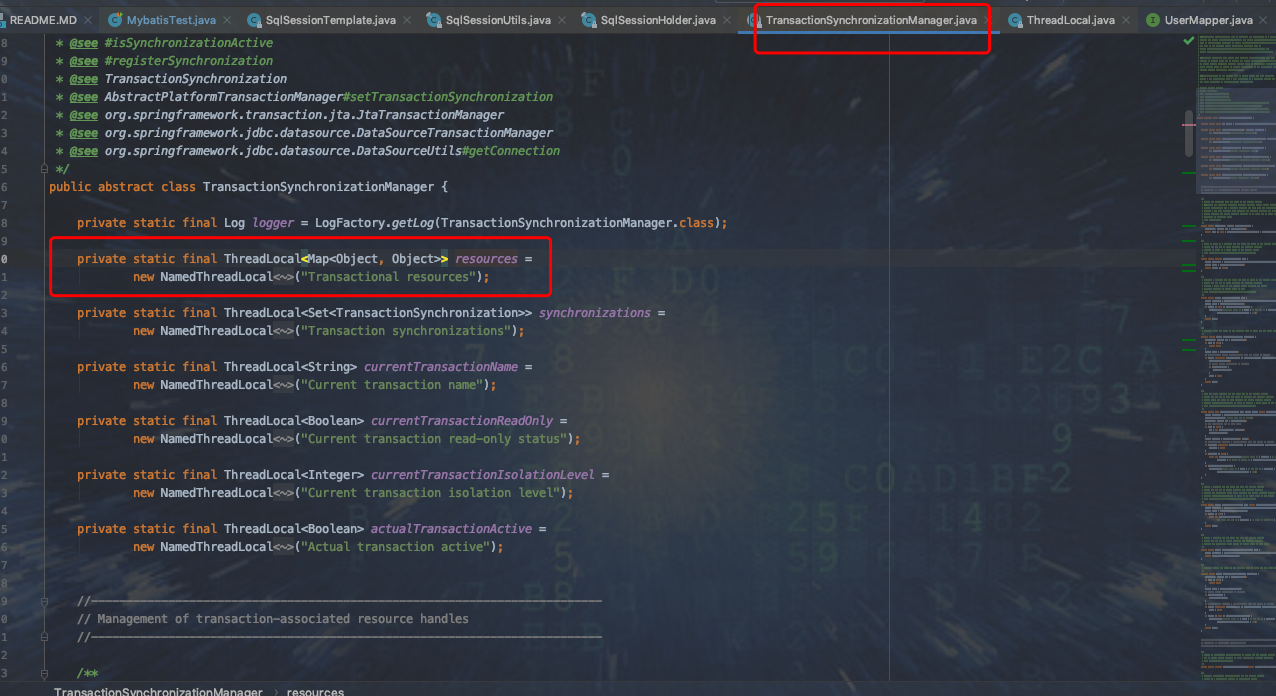 README.MD MybatisTest.java SqlSessionTemplate.java SqlSessionUtils.java SqlSessionHolder.java TransactionSynchronizationManager.java ThreadLocal.java UserMapper.java
8 * @see #isSynchronizationActive
9 * @see #registerSynchronization
0 * @see TransactionSynchronization
1 * @see AbstractPlatformTransactionManager#setTransactionSynchronization
2 * @see org.springframework.transaction.jta.JtaTransactionManager
3 * @see org.springframework.jdbc.datasource.DataSourceTransactionManager
4 * @see org.springframework.jdbc.datasource.DataSourceUtils#getConnection
5 */
6 public abstract class TransactionSynchronizationManager {
7
8 private static final Log logger = LogFactory.getLog(TransactionSynchronizationManager.class);
9
0 private static final ThreadLocal<Map<Object, Object>> resources =
1 new NamedThreadLocal<~>("Transactional resources");
2
3 private static final ThreadLocal<Set<TransactionSynchronization>> synchronizations =
4 new NamedThreadLocal<~>("Transaction synchronizations");
5
6 private static final ThreadLocal<String> currentTransactionName =
7 new NamedThreadLocal<~>("Current transaction name");
8
9 private static final ThreadLocal<Boolean> currentTransactionReadOnly =
0 new NamedThreadLocal<~>("Current transaction read-only status");
1
2 private static final ThreadLocal<Integer> currentTransactionIsolationLevel =
3 new NamedThreadLocal<~>("Current transaction isolation level");
4
5 private static final ThreadLocal<Boolean> actualTransactionActive =
6 new NamedThreadLocal<~>("Actual transaction active");
7
8
9 //-------------------------------------------------------------------------
0 // Management of transaction-associated resource handles
1 //-------------------------------------------------------------------------
2
3 /**
TransactionSynchronizationManager › resources